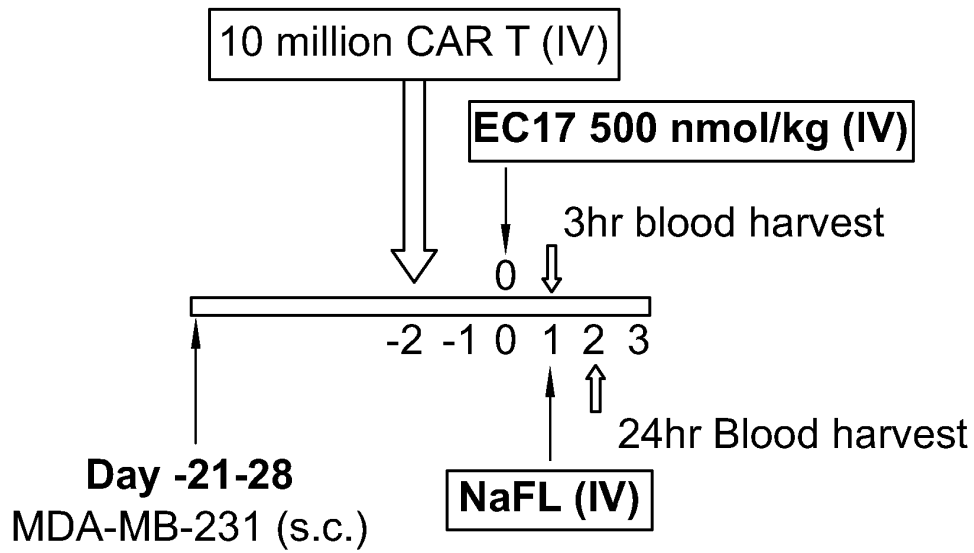 10 million CAR T (IV)
EC17 500 nmol/kg (IV)
3hr blood harvest
0
-2 -1 0 1 2 3
24hr Blood harvest
Day -21-28
MDA-MB-231 (s.c.)
NaFL (IV)